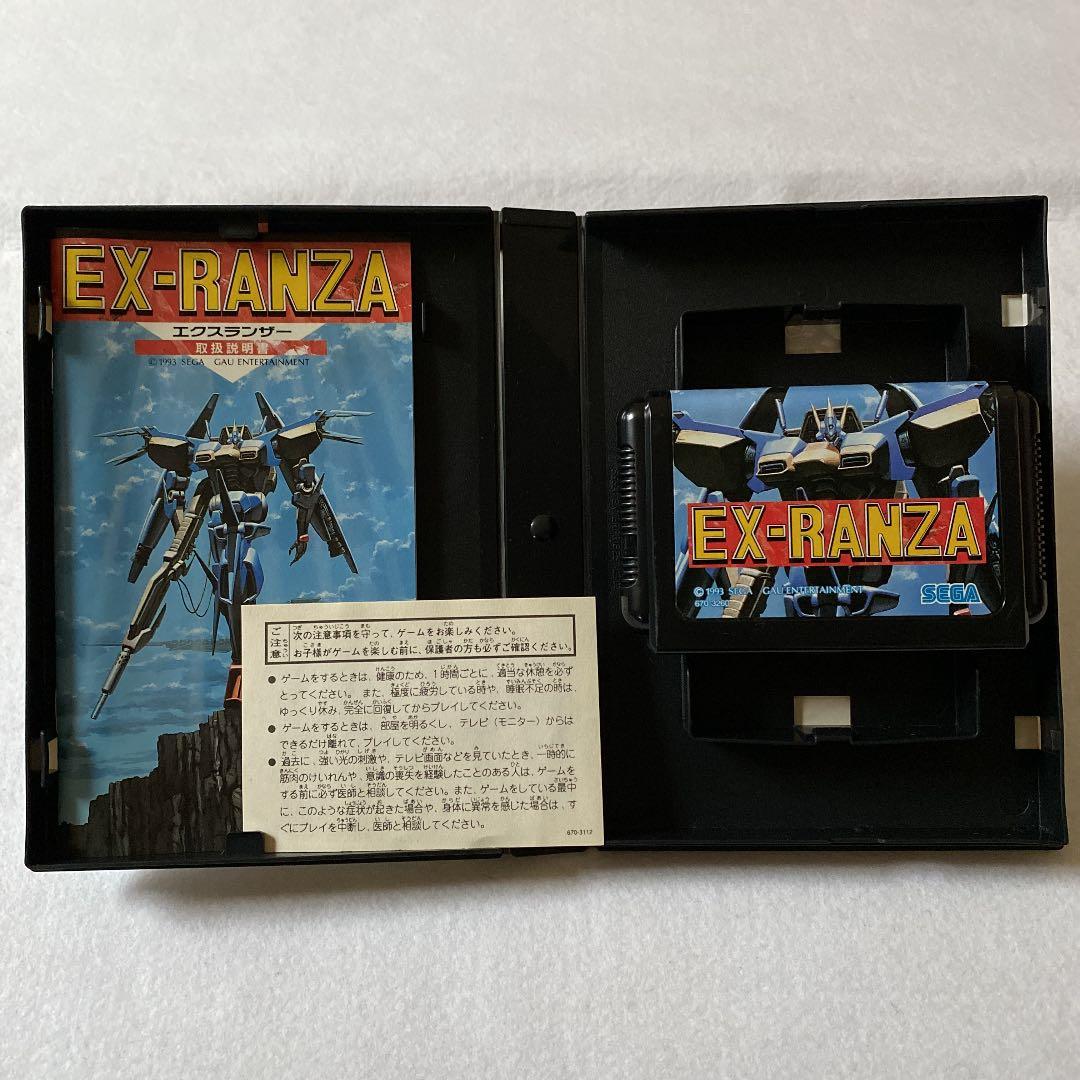 EX-RANZA
エクスランザー
取扱説明書
© 1993 SEGA GAU ENTERTAINMENT
ご注意
次の注意事項を守って、ゲームをお楽しみください。
お子様がゲームを楽しむ前に、保護者の方も必ずご確認ください。
● ゲームをするときは、健康のため、1時間ごとに、適当な休憩を必ず
とってください。また、極度に疲労している時や、睡眠不足の時は、
ゆっくり休み、完全に回復してからプレイしてください。
● ゲームをするときは、部屋を明るくし、テレビ（モニター）からは
できるだけ離れて、プレイしてください。
● 過去に、強い光の刺激や、テレビ画面などを見ていたとき、一時的に
筋肉のけいれんや、意識の喪失を経験したことのある人は、ゲームを
する前に必ず医師と相談してください。また、ゲームをしている最中
に、このような症状が起きた場合や、身体に異常を感じた場合は、す
ぐにプレイを中断し、医師と相談してください。
670-3112
EX-RANZA
© 1993 SEGA GAU ENTERTAINMENT
670 3260
SEGA